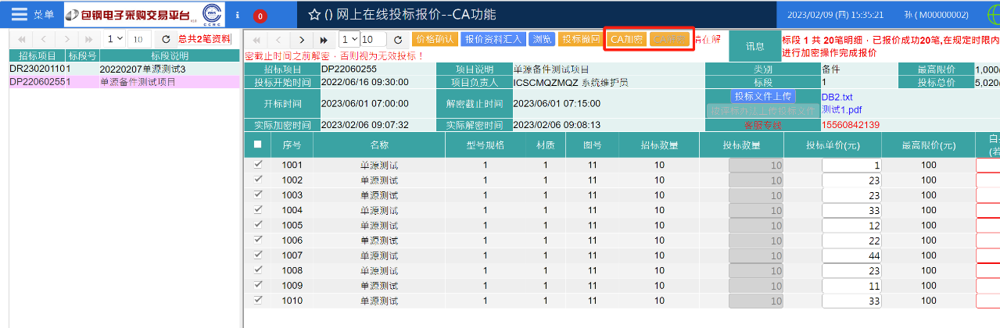 菜单 包钢电子采购交易平台 CCRC i 0 ☆ () 网上在线投标报价--CA功能 2023/02/09 (四) 15:35:21 孙 ( M00000002)
1 10 总共2笔资料
招标项目 标段号 标段说明
DR23020110 1 20220207单源测试3
DP22060255 1 单源备件测试项目
1 10 价格确认 报价资料汇入 浏览 投标撤回 CA加密 请在解
密截止时间之前解密,否则视为无效投标!
讯息 标段 1 共 20笔明细,已报价成功20笔,在规定时限内
进行加密操作完成报价
招标项目 DP22060255 项目说明 单源备件测试项目 类别 备件 最高限价 1,000
投标开始时间 2022/06/16 09:30:00 项目负责人 ICSCMQZMQZ 系统维护员 标段 1 投标总价 5,020
开标时间 2023/06/01 07:00:00 解密截止时间 2023/06/01 07:15:00 投标文件上传 DB2.txt
按评标办法上传投标文件 测试1.pdf
实际加密时间 2023/02/06 09:07:32 实际解密时间 2023/02/06 09:08:13 客服专线 15560842139
序号 名称 型号规格 材质 图号 招标数量 投标数量 投标单价(元) 最高限价(元)
(若
1001 单源测试 1 1 11 10 10 1 100
1002 单源测试 1 1 11 10 10 23 100
1003 单源测试 1 1 11 10 10 23 100
1004 单源测试 1 1 11 10 10 33 100
1005 单源测试 1 1 11 10 10 12 100
1006 单源测试 1 1 11 10 10 22 100
1007 单源测试 1 1 11 10 10 44 100
1008 单源测试 1 1 11 10 10 23 100
1009 单源测试 1 1 11 10 10 11 100
1010 单源测试 1 1 11 10 10 33 100